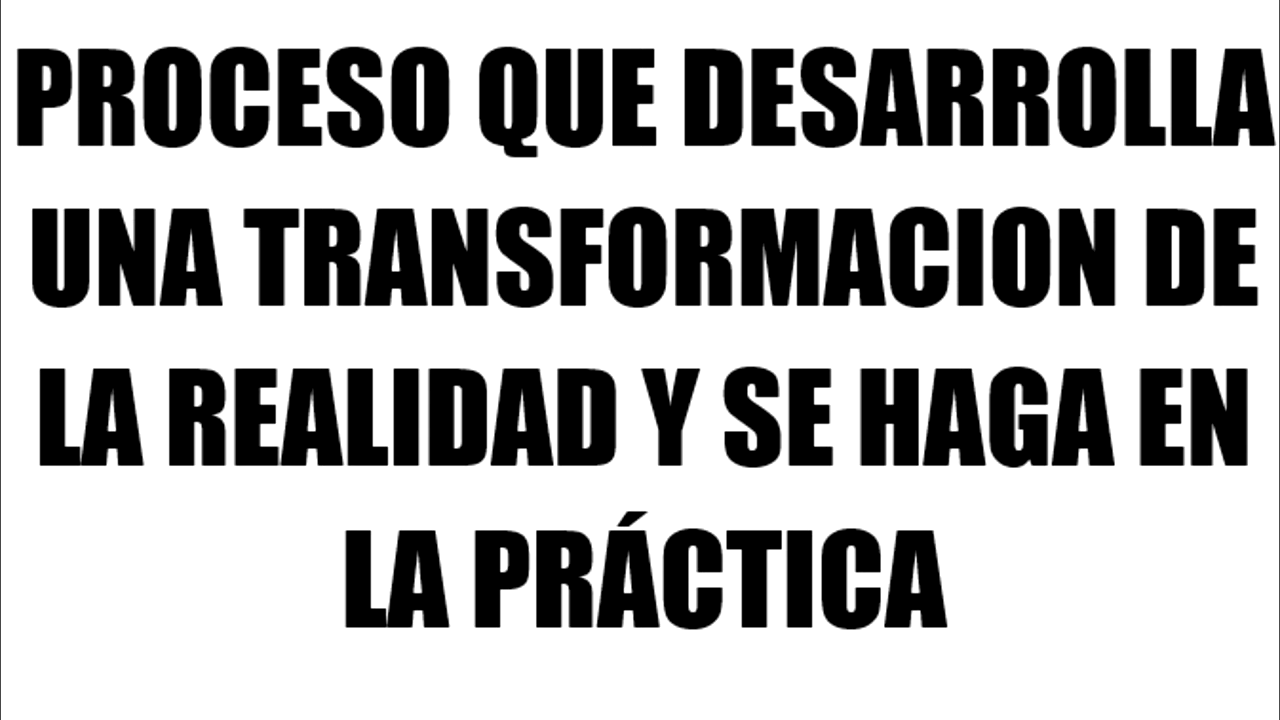 PROCESO QUE DESARROLLA
UNA TRANSFORMACION DE
LA REALIDAD Y SE HAGA EN
LA PRÁCTICA